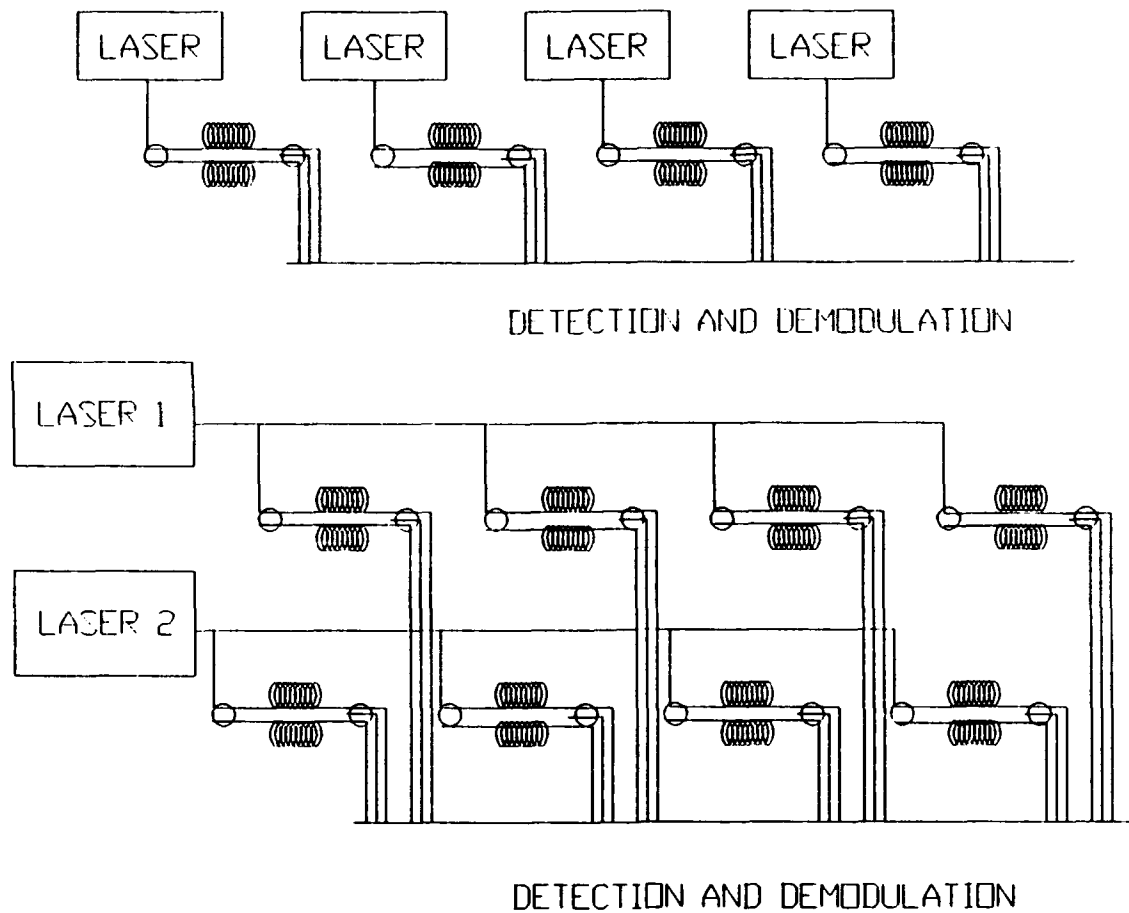 LASER LASER LASER LASER
DETECTION AND DEMODULATION
LASER 1
LASER 2
DETECTION AND DEMODULATION